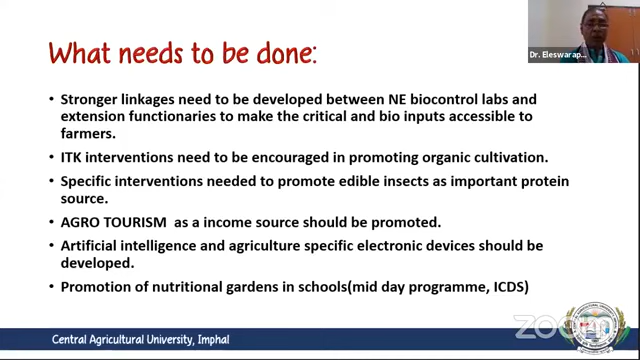 What needs to be done:
Dr. Eleswarap...
• Stronger linkages need to be developed between NE biocontrol labs and
extension functionaries to make the critical and bio inputs accessible to
farmers.
• ITK interventions need to be encouraged in promoting organic cultivation.
• Specific interventions needed to promote edible insects as important protein
source.
• AGRO TOURISM as a income source should be promoted.
• Artificial intelligence and agriculture specific electronic devices should be
developed.
• Promotion of nutritional gardens in schools(mid day programme, ICDS)
Central Agricultural University, Imphal
zoom